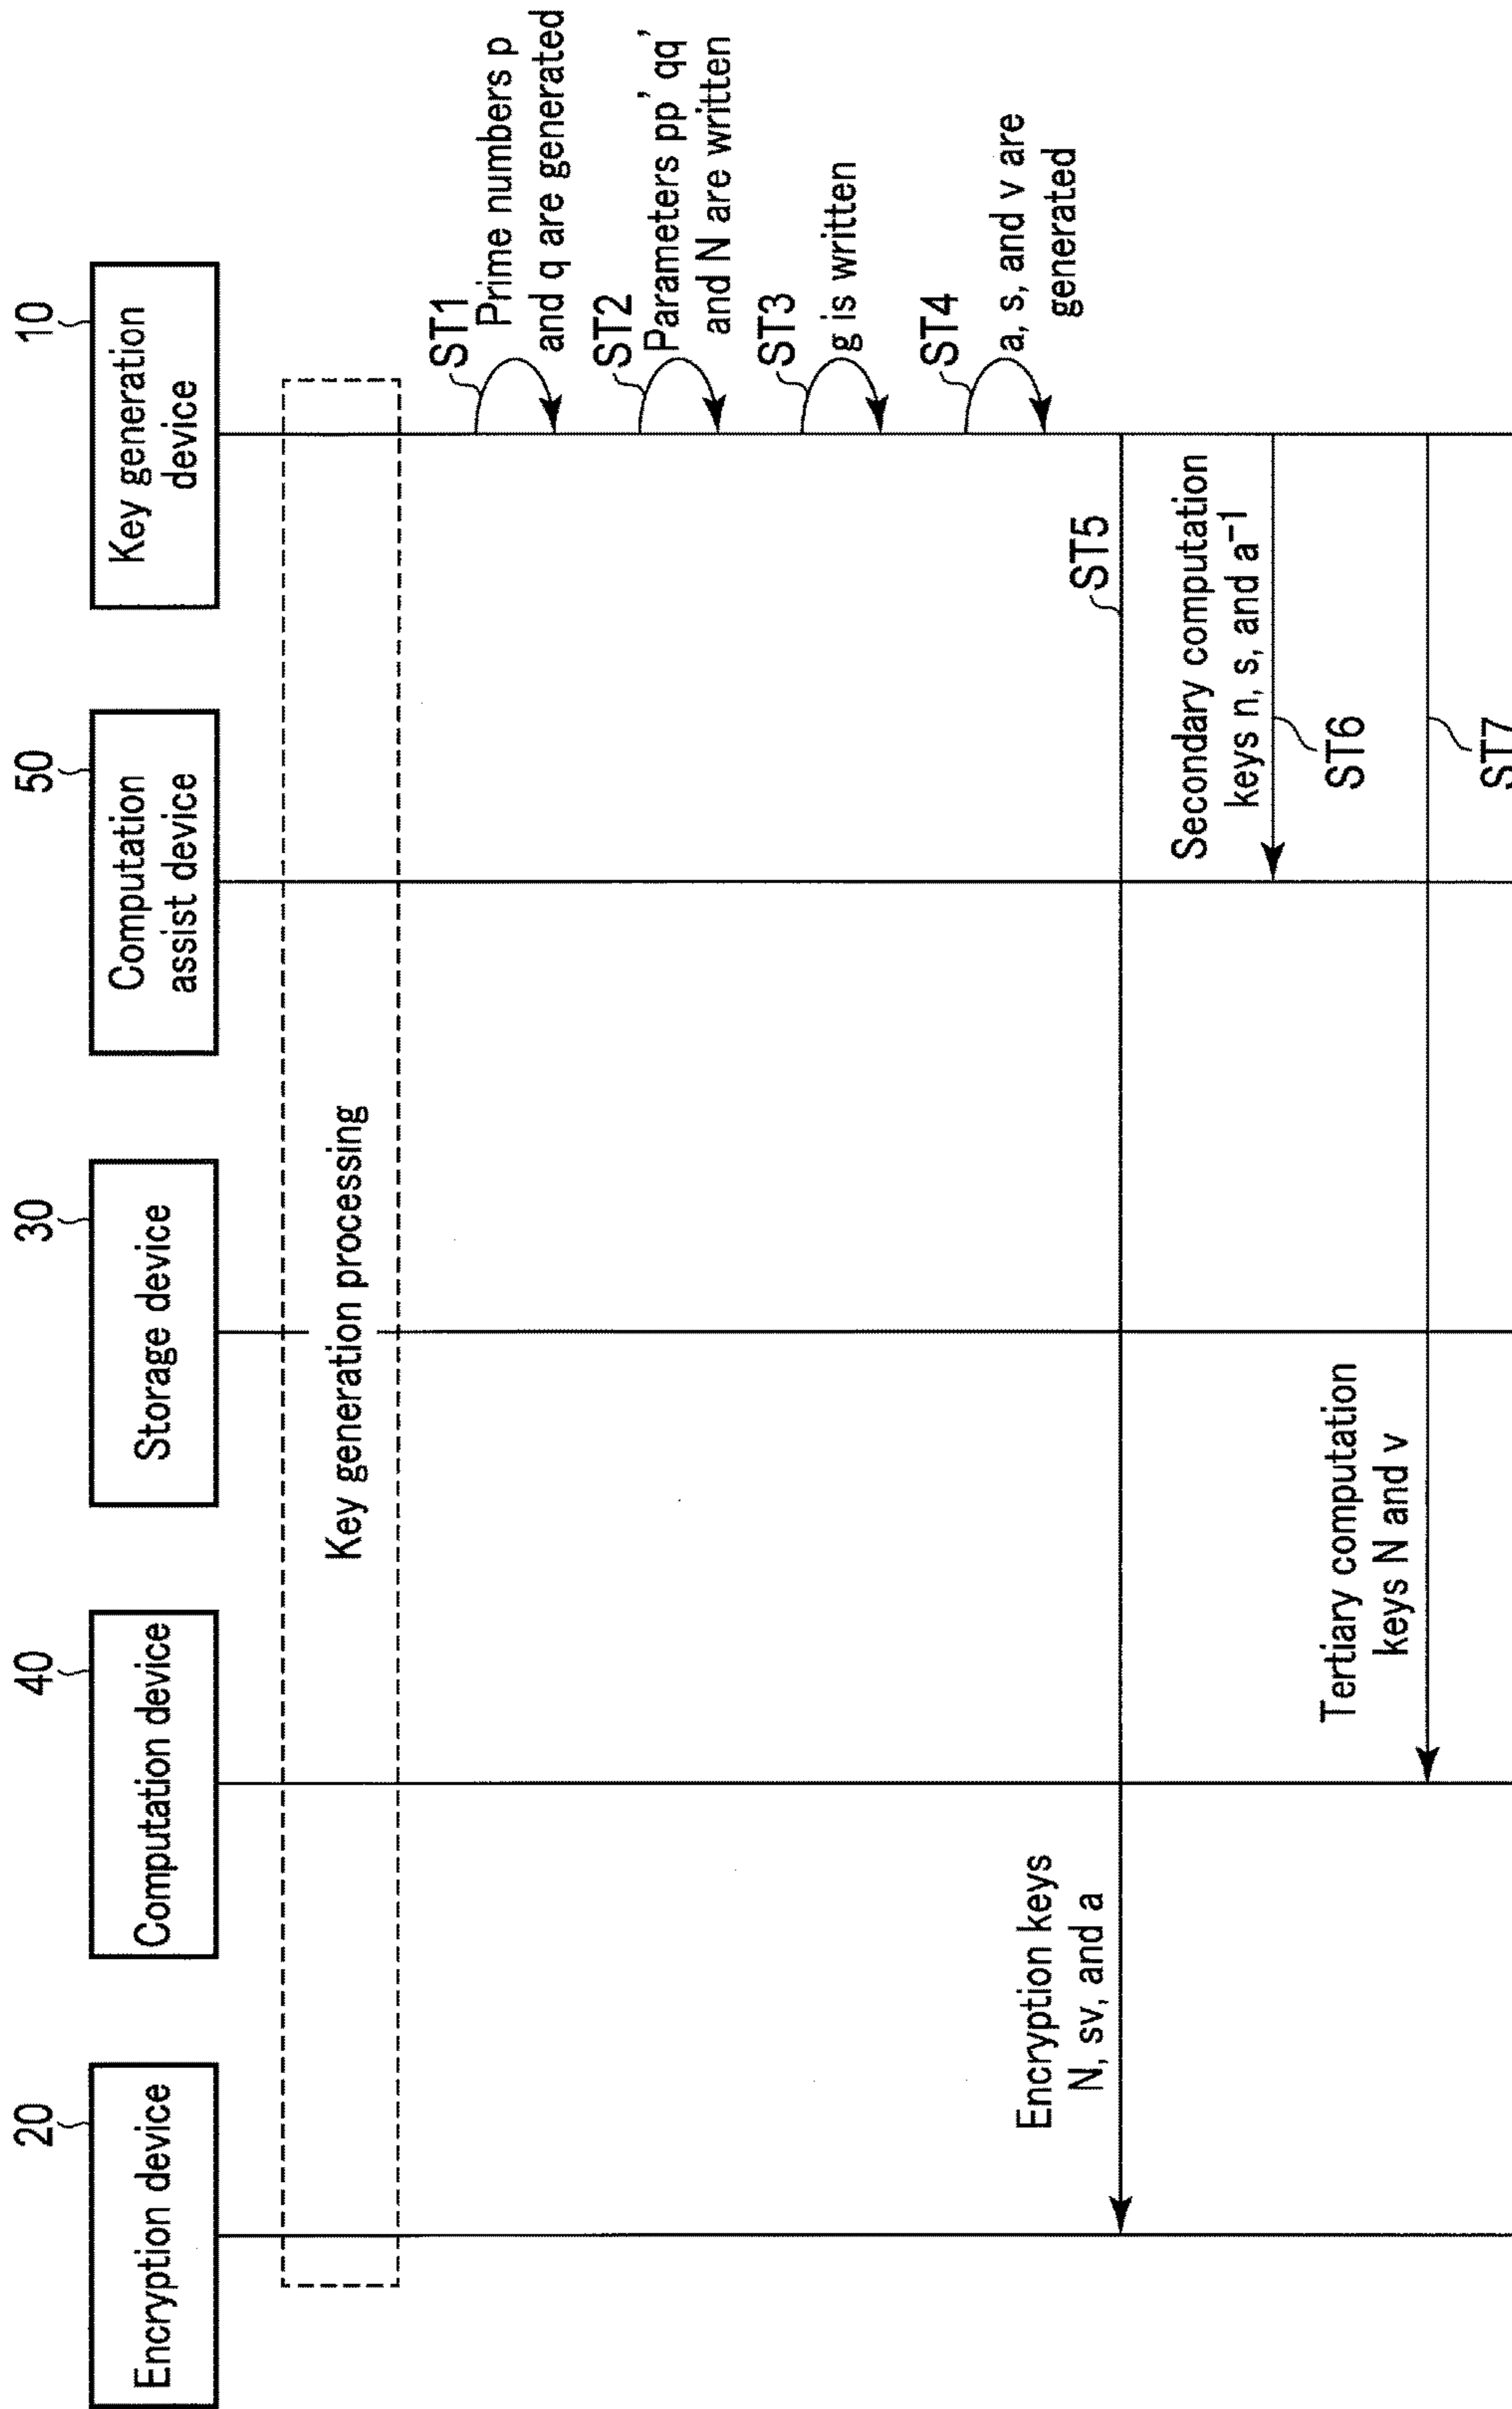 20
40
30
50
10
Encryption device
Computation device
Storage device
Computation
assist device
Key generation
device
Key generation processing
ST1
Prime numbers p
and q are generated
ST2
Parameters pp' qq'
and N are written
ST3
g is written
ST4
a, s, and v are
generated
Encryption keys
N, sv, and a
ST5
Secondary computation
keys n, s, and a⁻¹
ST6
Tertiary computation
keys N and v
ST7